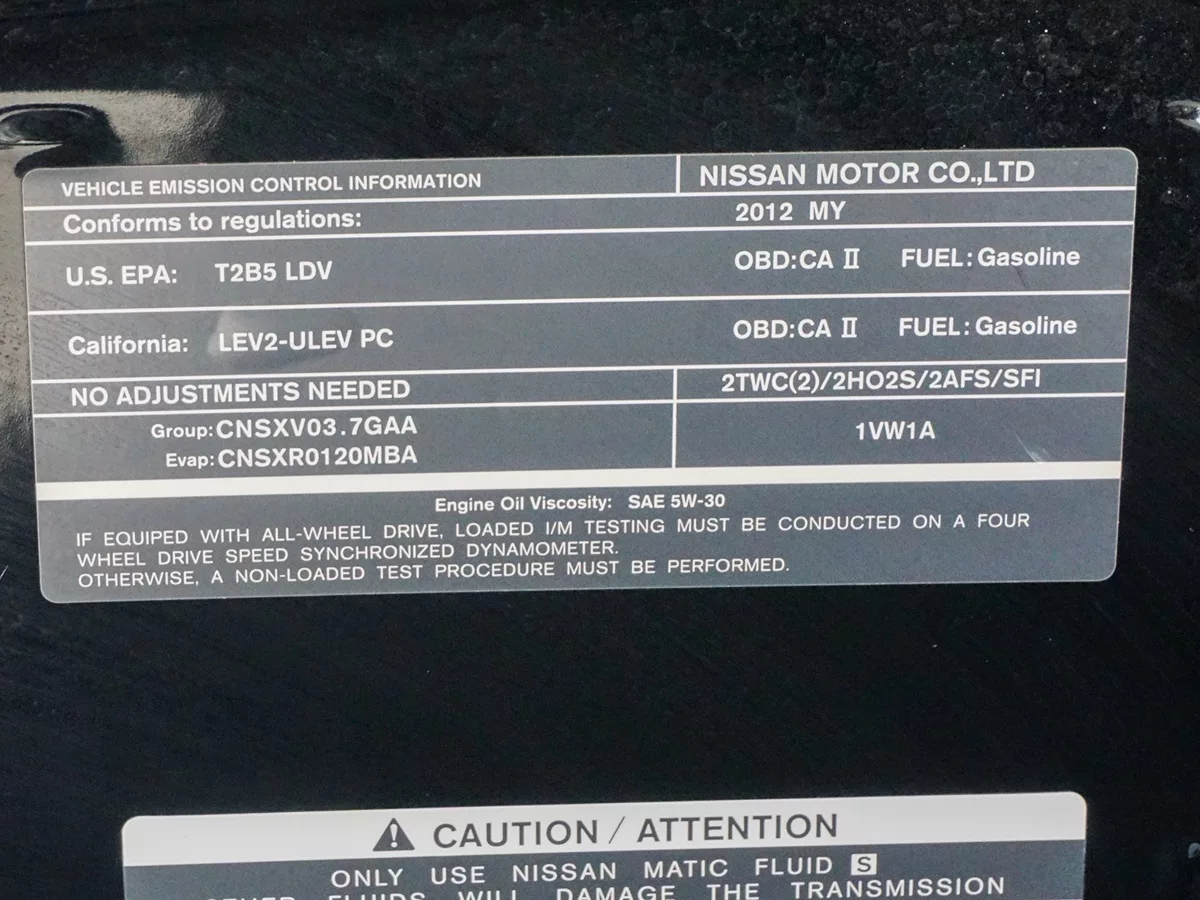 VEHICLE EMISSION CONTROL INFORMATION NISSAN MOTOR CO.,LTD
Conforms to regulations: 2012 MY
U.S. EPA: T2B5 LDV OBD:CA II FUEL: Gasoline
California: LEV2-ULEV PC OBD:CA II FUEL: Gasoline
NO ADJUSTMENTS NEEDED 2TWC(2)/2HO2S/2AFS/SFI
Group: CNSXV03.7GAA 1VW1A
Evap: CNSXR0120MBA
Engine Oil Viscosity: SAE 5W-30
IF EQUIPED WITH ALL-WHEEL DRIVE, LOADED I/M TESTING MUST BE CONDUCTED ON A FOUR
WHEEL DRIVE SPEED SYNCHRONIZED DYNAMOMETER.
OTHERWISE, A NON-LOADED TEST PROCEDURE MUST BE PERFORMED.
CAUTION / ATTENTION
ONLY USE NISSAN MATIC FLUID S
OTHER FLUIDS WILL DAMAGE THE TRANSMISSION